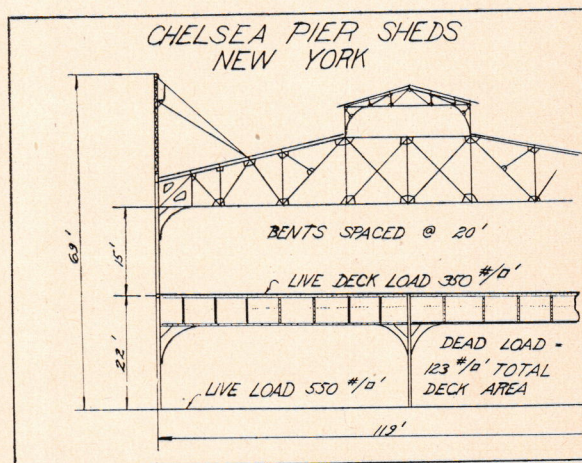 CHELSEA PIER SHEDS
NEW YORK
69'
BENTS SPACED @ 20'
15'
LIVE DECK LOAD 350 #/□'
22'
DEAD LOAD -
123 #/□' TOTAL
DECK AREA
LIVE LOAD 550 #/□'
119'